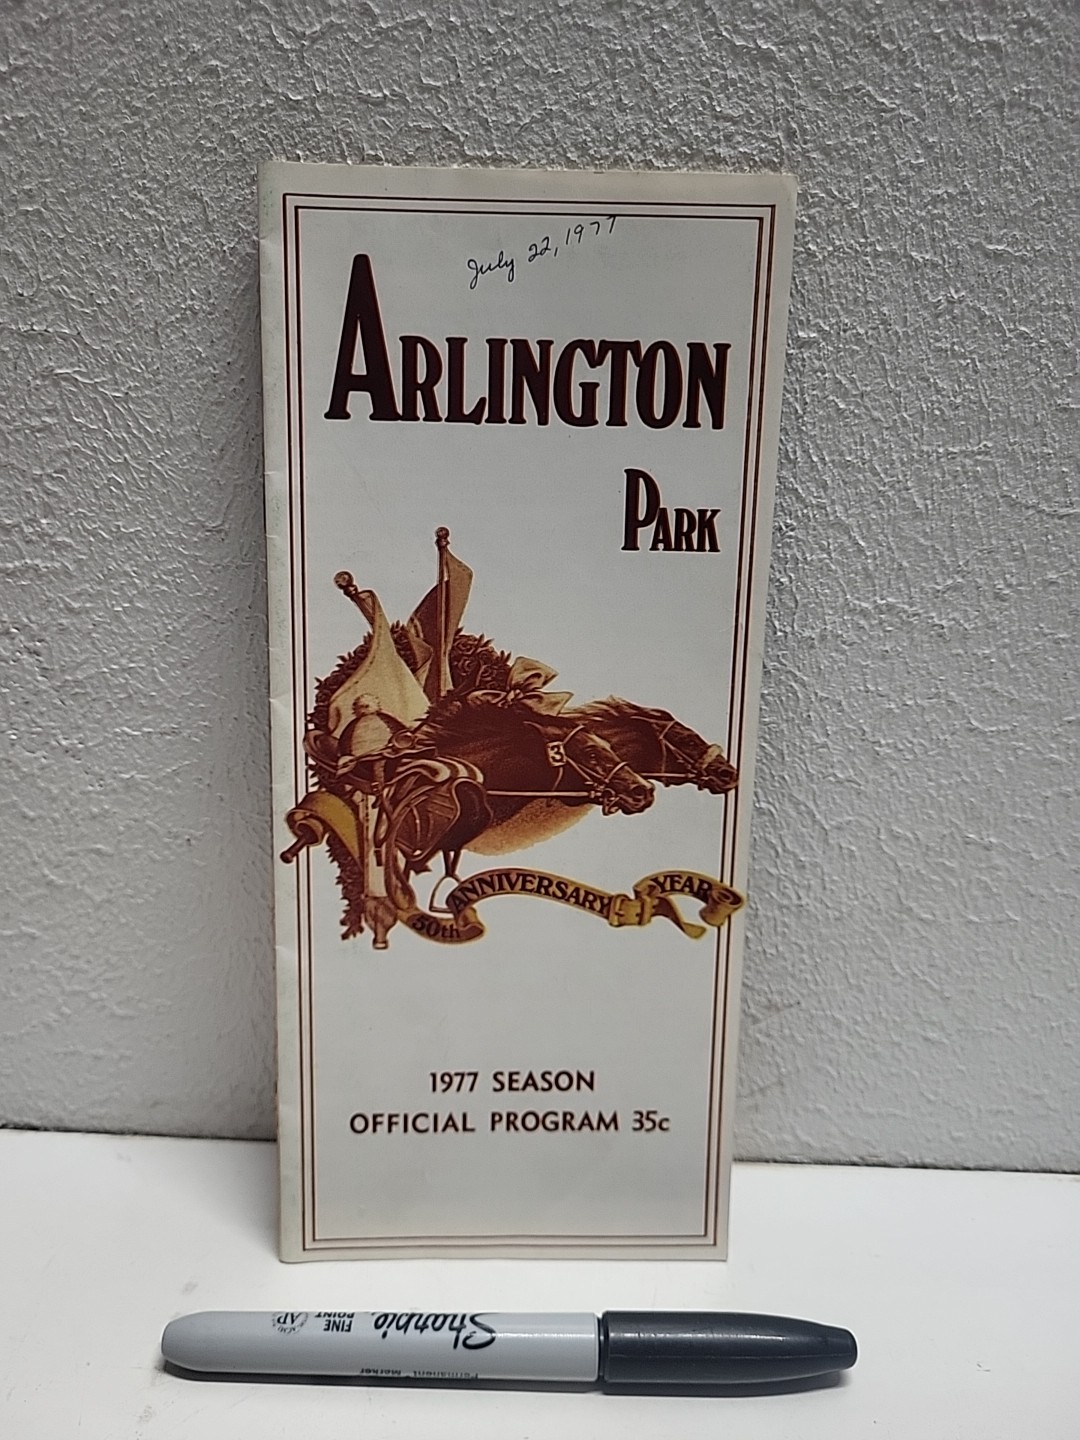 July 22, 1977
ARLINGTON
PARK
3
50th ANNIVERSARY YEAR
1977 SEASON
OFFICIAL PROGRAM 35c
Sharpie
FINE
POINT
AP
Permanent Marker